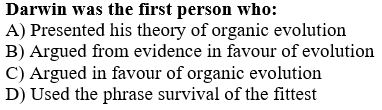 Darwin was the first person who:
A) Presented his theory of organic evolution
B) Argued from evidence in favour of evolution
C) Argued in favour of organic evolution
D) Used the phrase survival of the fittest